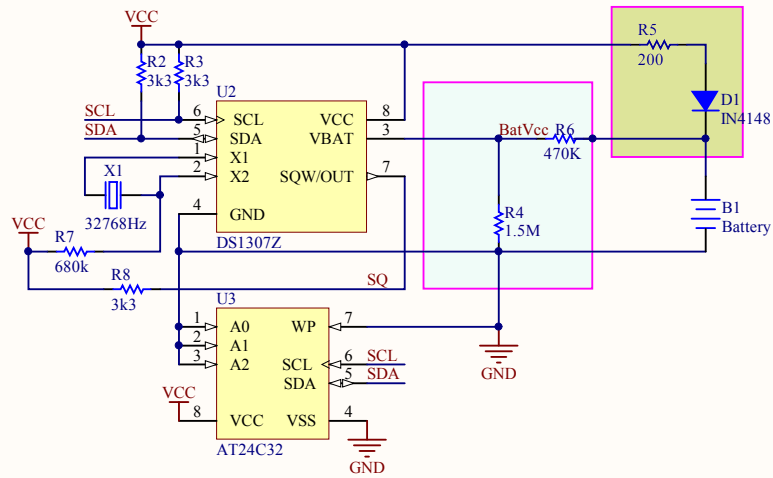 VCC
R2
3k3
R3
3k3
R5
200
D1
IN4148
SCL
SDA
U2
6 SCL
5 SDA
1 X1
2 X2
4 GND
VCC 8
VBAT 3
SQW/OUT 7
DS1307Z
BatVcc
R6
470K
R4
1.5M
B1
Battery
X1
32768Hz
VCC
R7
680k
R8
3k3
SQ
U3
1 A0
2 A1
3 A2
8 VCC
WP 7
SCL 6 SCL
SDA 5 SDA
VSS 4
AT24C32
VCC
GND
GND